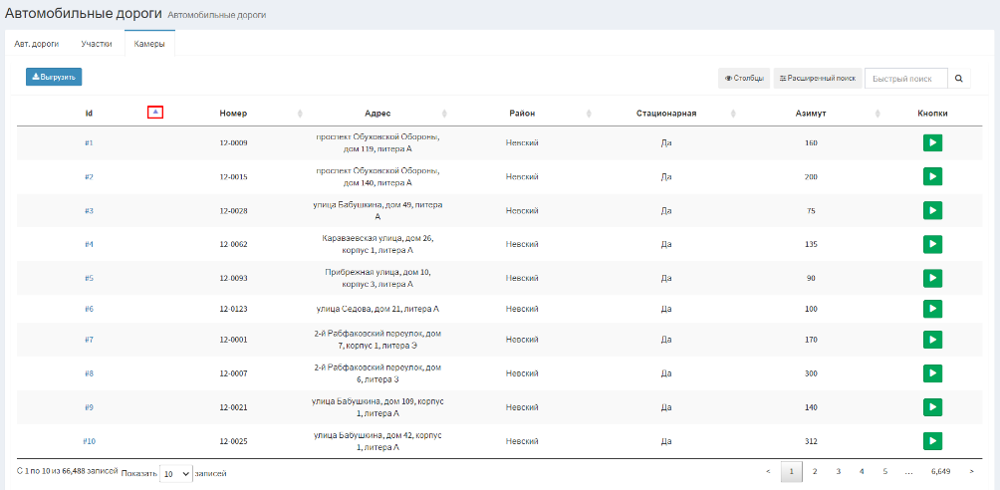 Автомобильные дороги Автомобильные дороги
Авт. дороги Участки Камеры
Выгрузить Столбцы Расширенный поиск Быстрый поиск
id Номер Адрес Район Стационарная Азимут Кнопки
#1 12-0009 проспект Обуховской Обороны, дом 119, литера А Невский Да 160
#2 12-0015 проспект Обуховской Обороны, дом 140, литера А Невский Да 200
#3 12-0028 улица Бабушкина, дом 49, литера А Невский Да 75
#4 12-0062 Караваевская улица, дом 26, корпус 1, литера А Невский Да 135
#5 12-0093 Прибрежная улица, дом 10, корпус 3, литера А Невский Да 90
#6 12-0123 улица Седова, дом 21, литера А Невский Да 100
#7 12-0001 2-й Рабфаковский переулок, дом 7, корпус 1, литера Э Невский Да 170
#8 12-0007 2-й Рабфаковский переулок, дом 6, литера З Невский Да 300
#9 12-0021 улица Бабушкина, дом 109, корпус 1, литера А Невский Да 140
#10 12-0025 улица Бабушкина, дом 42, корпус 1, литера А Невский Да 312
С 1 по 10 из 66,488 записей Показать 10 записей < 1 2 3 4 5 ... 6,649 >